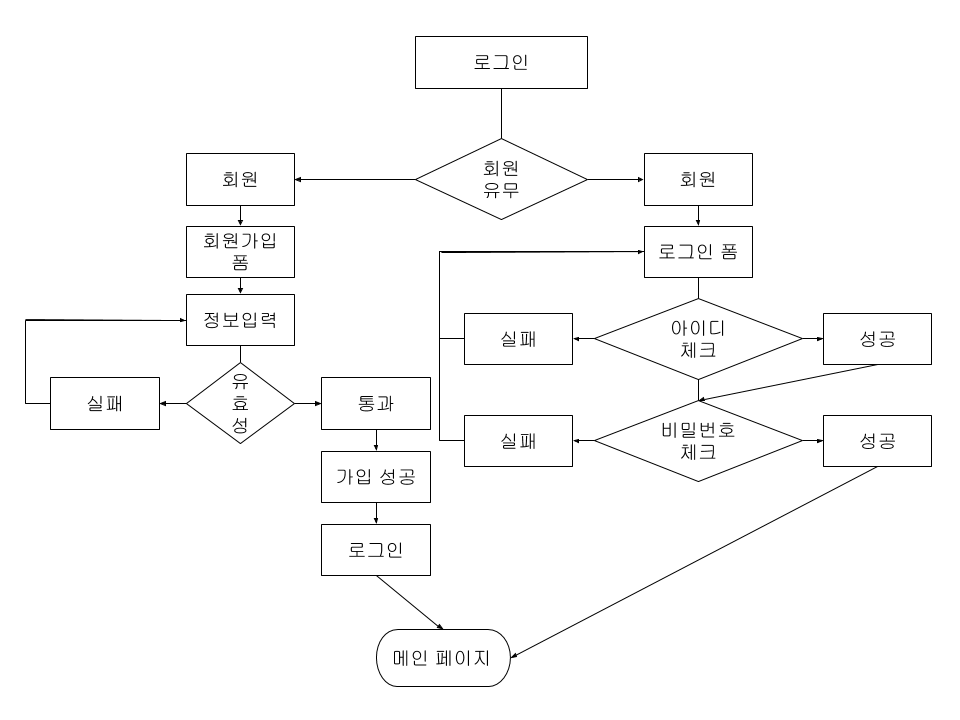 로그인
회원
유무
회원
회원
회원가입
폼
로그인 폼
정보입력
실패
아이디
체크
성공
유
효
성
실패
통과
실패
비밀번호
체크
성공
가입 성공
로그인
메인 페이지